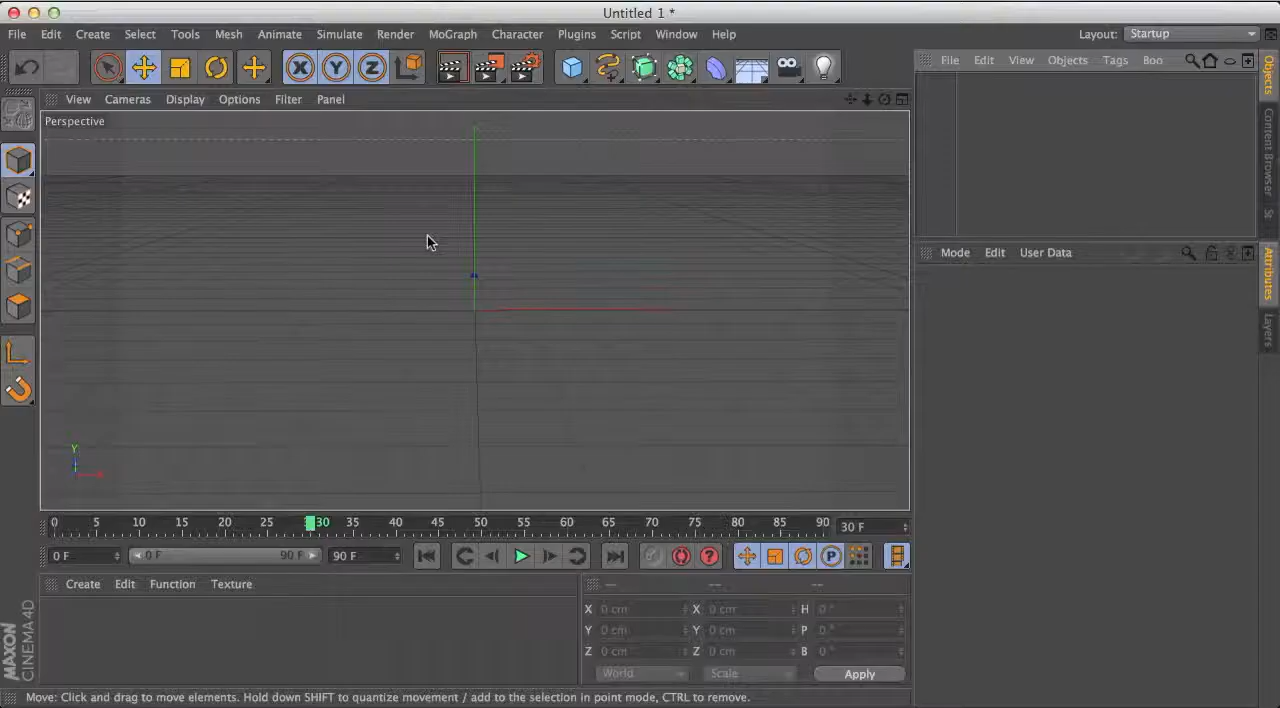 Untitled 1 *
File Edit Create Select Tools Mesh Animate Simulate Render MoGraph Character Plugins Script Window Help Layout: Startup
X Y Z
File Edit View Objects Tags Boo
View Cameras Display Options Filter Panel
Perspective
Objects
Content Browser
St
Mode Edit User Data
Attributes
Layers
Y
0 5 10 15 20 25 30 35 40 45 50 55 60 65 70 75 80 85 90 30 F
0 F 0 F 90 F 90 F ? P
Create Edit Function Texture
-- -- --
X 0 cm X 0 cm H 0 °
Y 0 cm Y 0 cm P 0 °
Z 0 cm Z 0 cm B 0 °
World Scale Apply
MAXON
CINEMA 4D
Move: Click and drag to move elements. Hold down SHIFT to quantize movement / add to the selection in point mode, CTRL to remove.